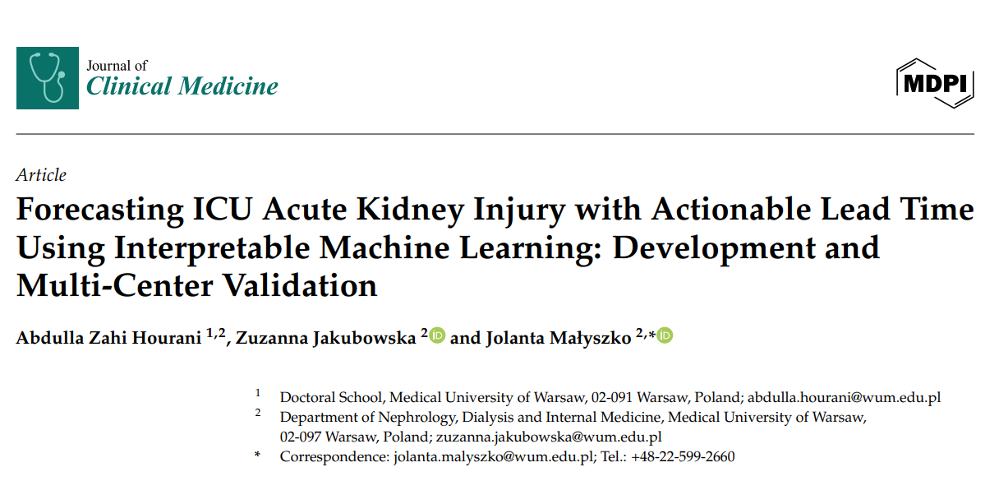 Journal of
Clinical Medicine
MDPI
Article
Forecasting ICU Acute Kidney Injury with Actionable Lead Time
Using Interpretable Machine Learning: Development and
Multi-Center Validation
Abdulla Zahi Hourani 1,2, Zuzanna Jakubowska 2 iD and Jolanta Małyszko 2,* iD
1 Doctoral School, Medical University of Warsaw, 02-091 Warsaw, Poland; abdulla.hourani@wum.edu.pl
2 Department of Nephrology, Dialysis and Internal Medicine, Medical University of Warsaw,
02-097 Warsaw, Poland; zuzanna.jakubowska@wum.edu.pl
* Correspondence: jolanta.malyszko@wum.edu.pl; Tel.: +48-22-599-2660